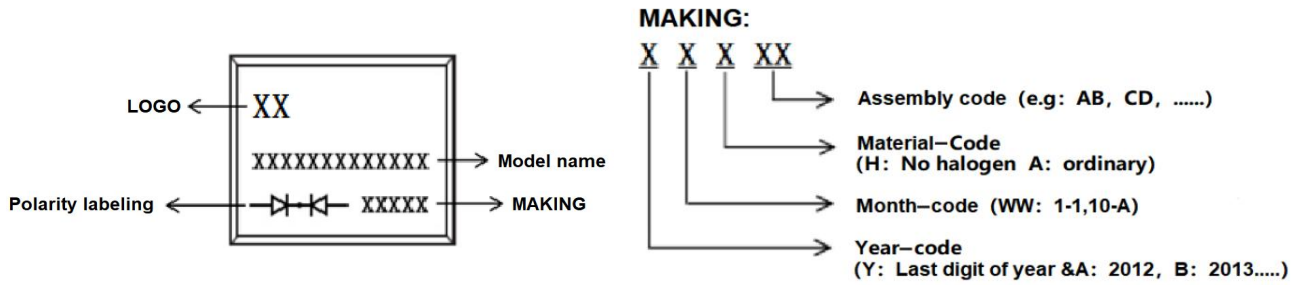 MAKING:
X X X XX
LOGO
XX
Assembly code (e.g: AB, CD, ......)
Material-Code
(H: No halogen A: ordinary)
XXXXXXXXXXXXX
Model name
Polarity labeling
XXXXX
MAKING
Month-code (WW: 1-1,10-A)
Year-code
(Y: Last digit of year &A: 2012, B: 2013.....)